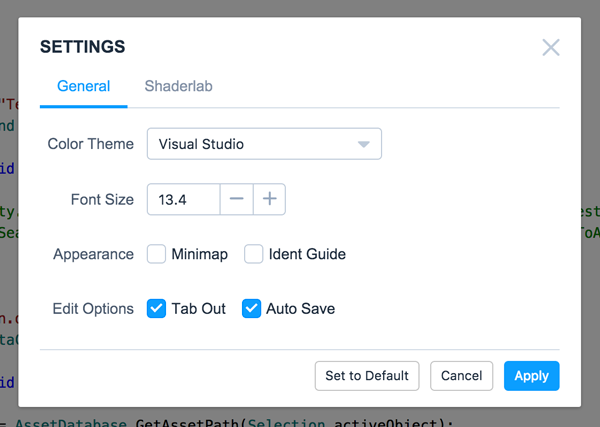 SETTINGS
General Shaderlab
"Te
nd
Color Theme Visual Studio
id
Font Size 13.4
ty. est
Sea ToA
Appearance Minimap Ident Guide
Edit Options Tab Out Auto Save
n.
taC
Set to Default Cancel Apply
id
= AssetDatabase.GetAssetPath(Selection.activeObject);